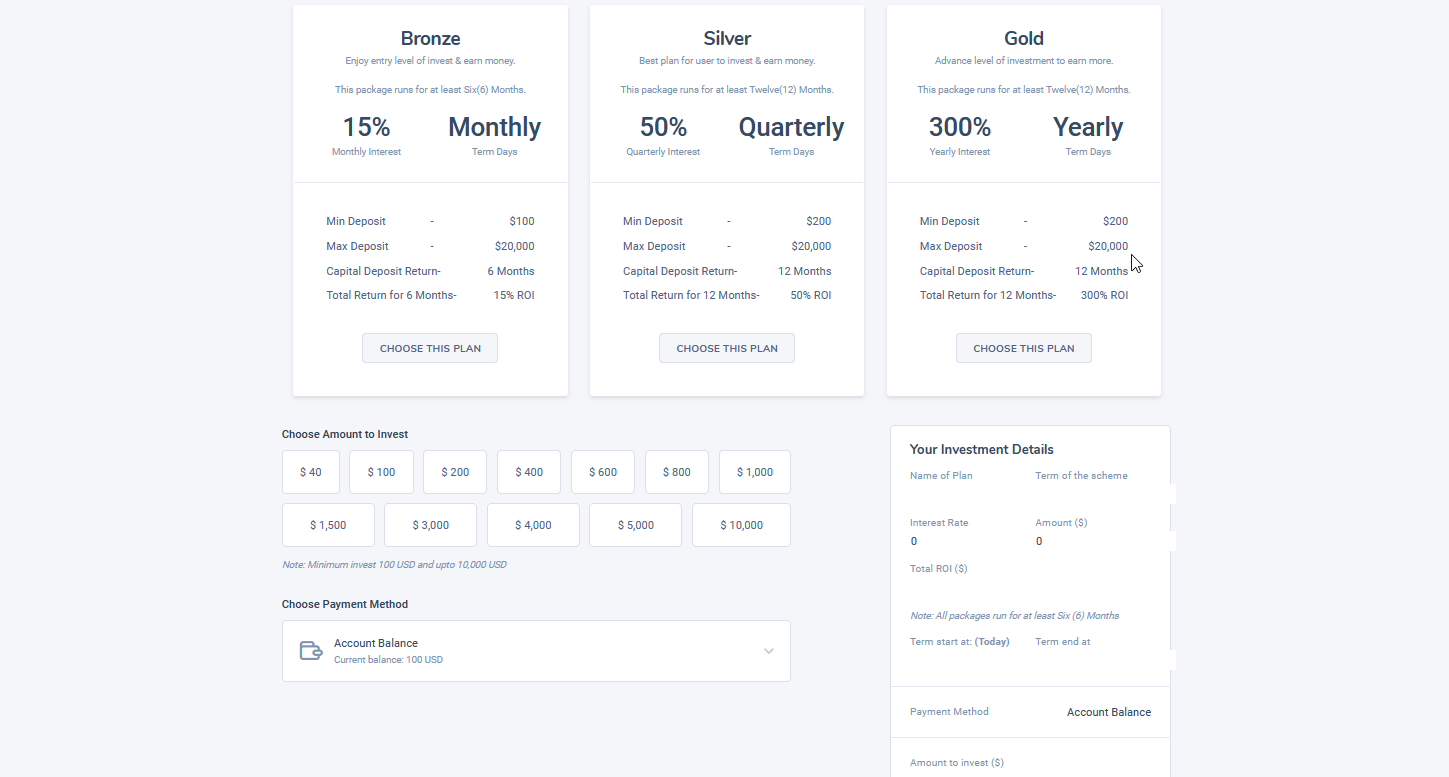 Bronze
Enjoy entry level of invest & earn money.
This package runs for at least Six(6) Months.
15% Monthly
Monthly Interest Term Days
Min Deposit - $100
Max Deposit - $20,000
Capital Deposit Return- 6 Months
Total Return for 6 Months- 15% ROI
CHOOSE THIS PLAN
Silver
Best plan for user to invest & earn money.
This package runs for at least Twelve(12) Months.
50% Quarterly
Quarterly Interest Term Days
Min Deposit - $200
Max Deposit - $20,000
Capital Deposit Return- 12 Months
Total Return for 12 Months- 50% ROI
CHOOSE THIS PLAN
Gold
Advance level of investment to earn more.
This package runs for at least Twelve(12) Months.
300% Yearly
Yearly Interest Term Days
Min Deposit - $200
Max Deposit - $20,000
Capital Deposit Return- 12 Months
Total Return for 12 Months- 300% ROI
CHOOSE THIS PLAN
Choose Amount to Invest
$ 40 $ 100 $ 200 $ 400 $ 600 $ 800 $ 1,000
$ 1,500 $ 3,000 $ 4,000 $ 5,000 $ 10,000
Note: Minimum invest 100 USD and upto 10,000 USD
Choose Payment Method
Account Balance
Current balance: 100 USD
Your Investment Details
Name of Plan Term of the scheme
Interest Rate Amount ($)
0 0
Total ROI ($)
Note: All packages run for at least Six (6) Months
Term start at: (Today) Term end at
Payment Method Account Balance
Amount to invest ($)